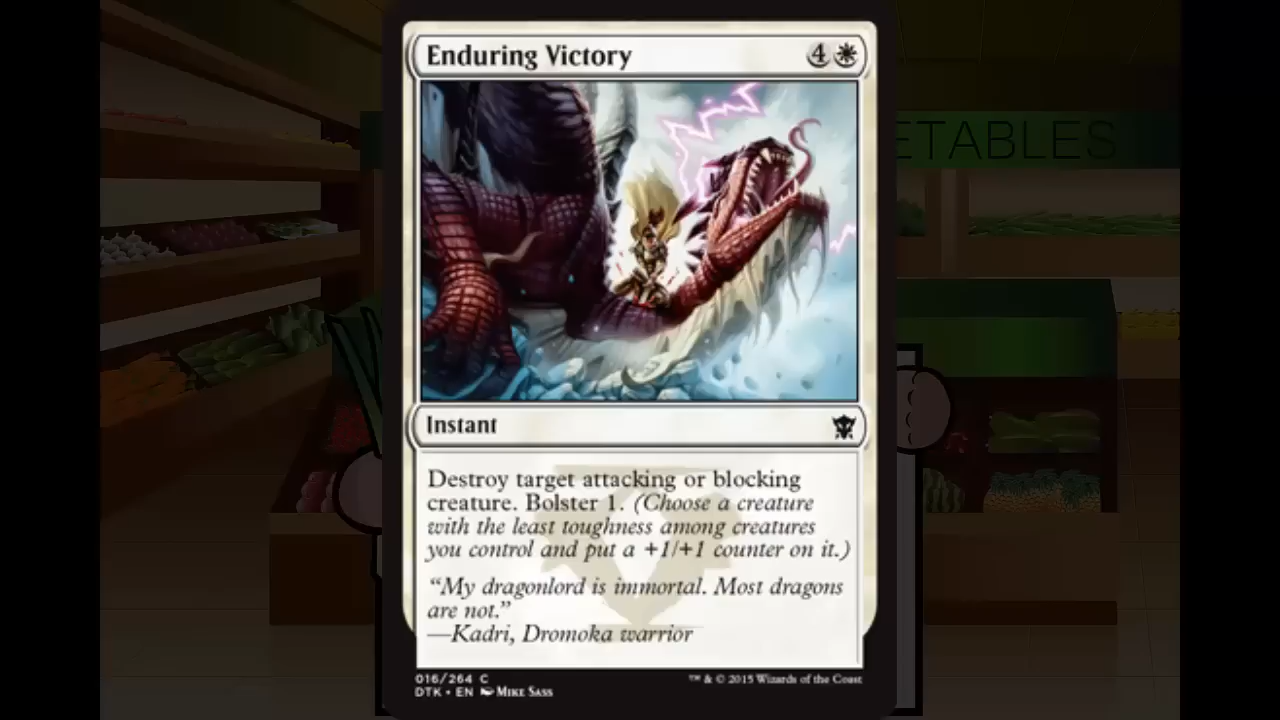 Enduring Victory 4
ETABLES
Instant
Destroy target attacking or blocking
creature. Bolster 1. (Choose a creature
with the least toughness among creatures
you control and put a +1/+1 counter on it.)
“My dragonlord is immortal. Most dragons
are not.”
—Kadri, Dromoka warrior
016/264 C
DTK • EN MIKE SASS
™ & © 2015 Wizards of the Coast